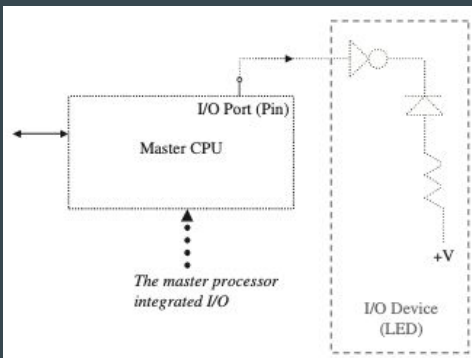 I/O Port (Pin)
Master CPU
+V
The master processor
integrated I/O
I/O Device
(LED)